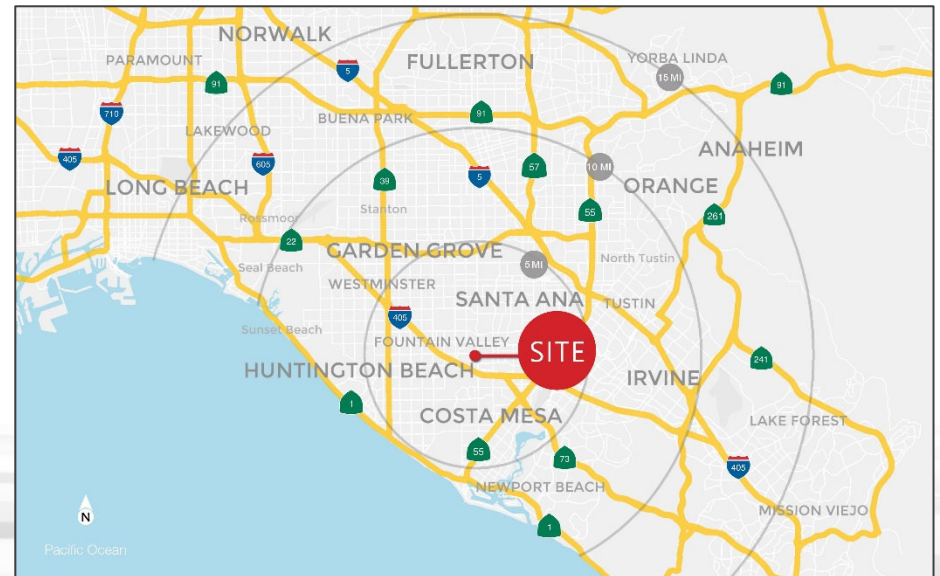 NORWALK
PARAMOUNT
5
FULLERTON
YORBA LINDA
15 MI
91
91
710
BUENA PARK
91
LAKEWOOD
405
605
57
ANAHEIM
10 MI
LONG BEACH
39
5
ORANGE
Rossmoor
Stanton
55
261
22
GARDEN GROVE
North Tustin
Seal Beach
5 MI
WESTMINSTER
SANTA ANA
TUSTIN
405
Sunset Beach
FOUNTAIN VALLEY
SITE
HUNTINGTON BEACH
IRVINE
241
1
COSTA MESA
LAKE FOREST
55
73
405
NEWPORT BEACH
MISSION VIEJO
N
1
Pacific Ocean